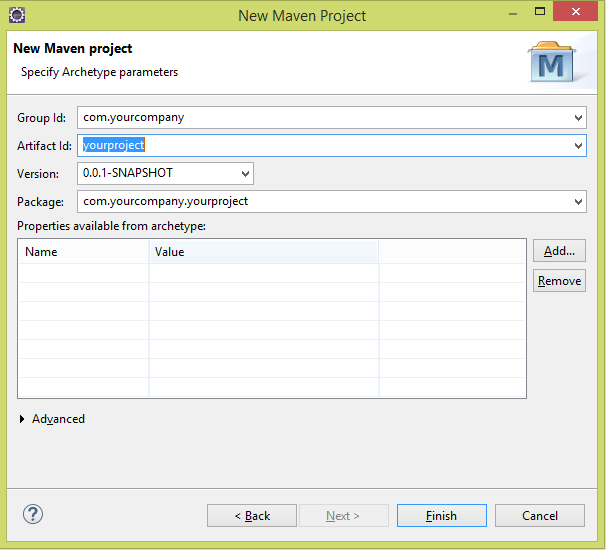 New Maven Project
New Maven project
Specify Archetype parameters
M
Group Id: com.yourcompany
Artifact Id: yourproject
Version: 0.0.1-SNAPSHOT
Package: com.yourcompany.yourproject
Properties available from archetype:
Name Value
Add...
Remove
Advanced
? < Back Next > Finish Cancel